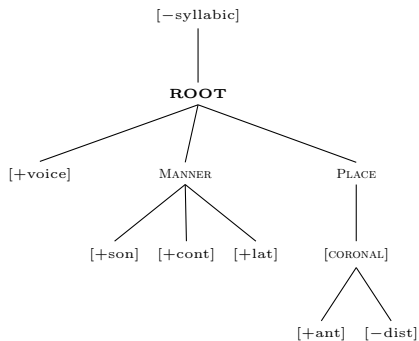 [−syllabic]
ROOT
[+voice] Manner Place
[+son] [+cont] [+lat] [coronal]
[+ant] [−dist]